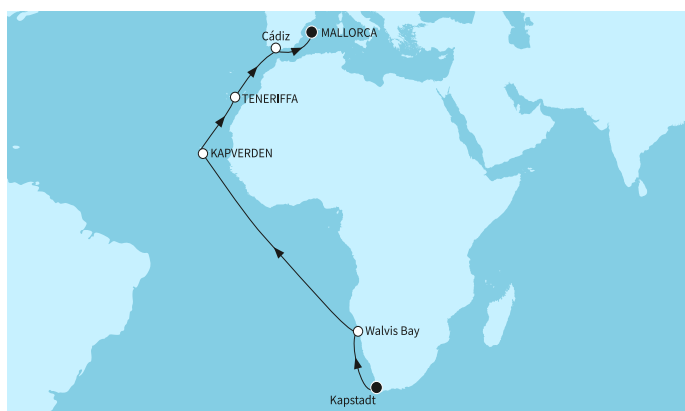 Cádiz
MALLORCA
TENERIFFA
KAPVERDEN
Walvis Bay
Kapstadt